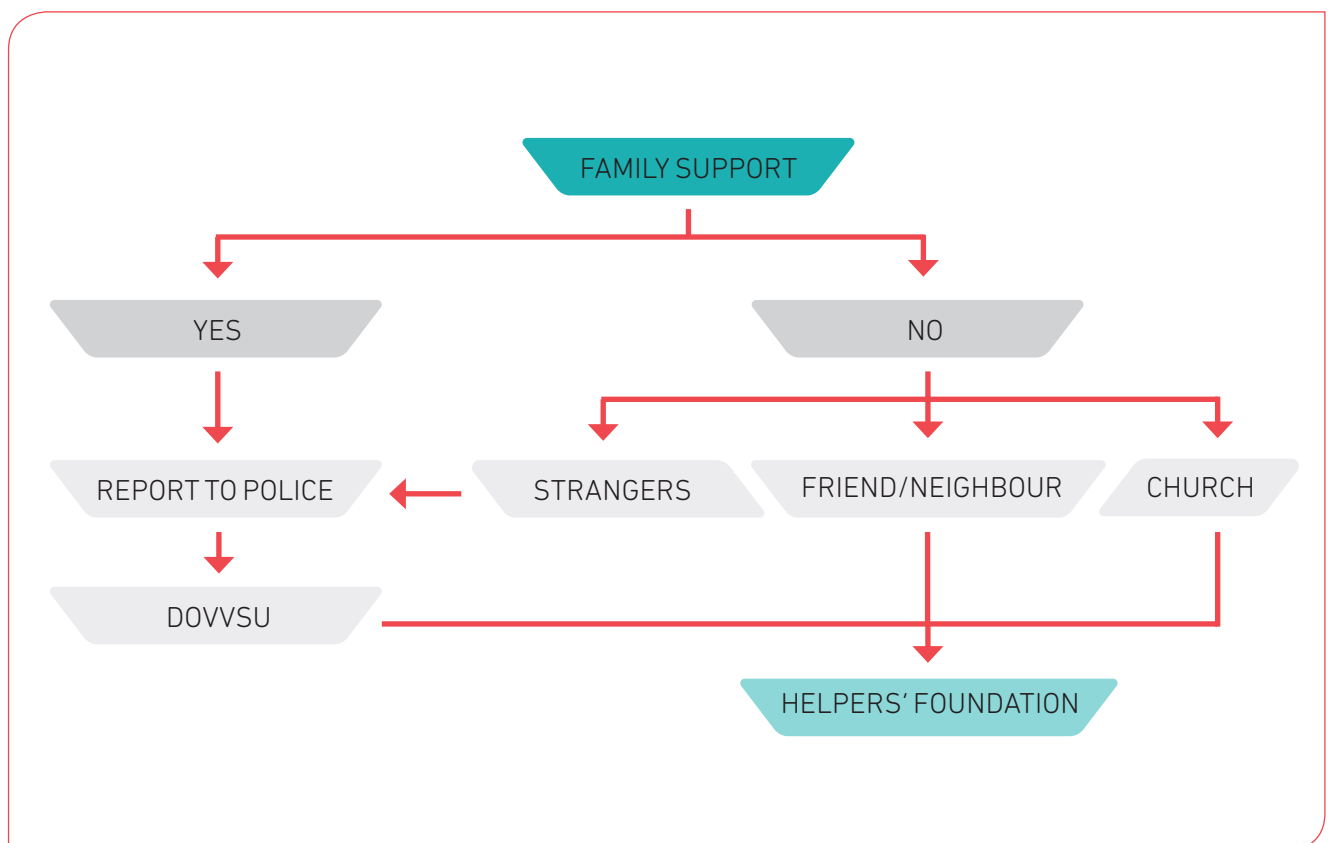 FAMILY SUPPORT
YES
NO
REPORT TO POLICE
STRANGERS
FRIEND/NEIGHBOUR
CHURCH
DOVVSU
HELPERS’ FOUNDATION